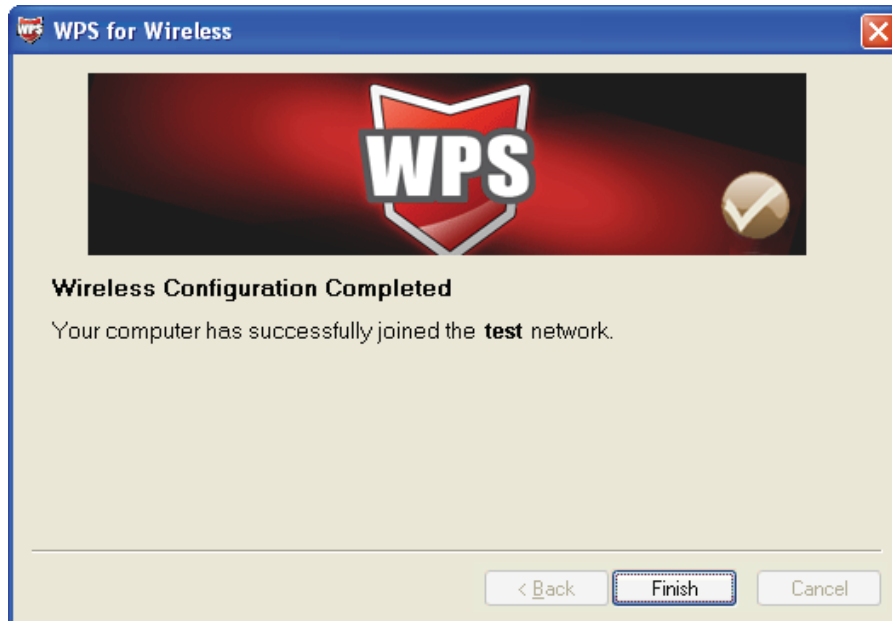 WPS for Wireless
WPS
Wireless Configuration Completed
Your computer has successfully joined the test network.
< Back Finish Cancel